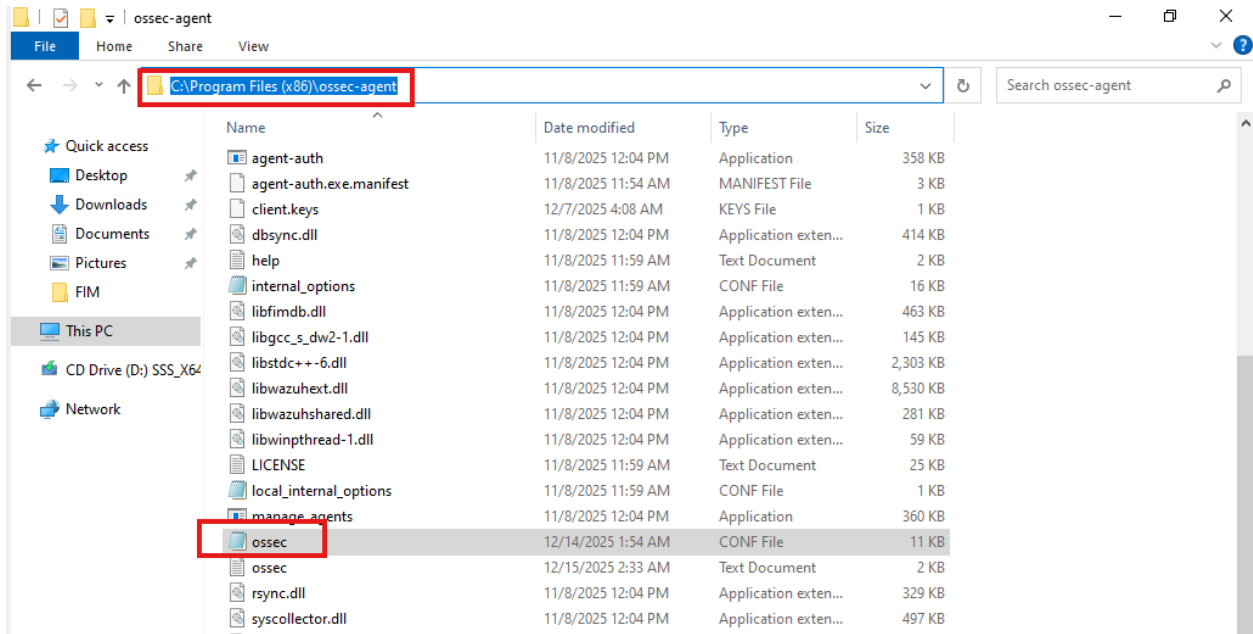 ossec-agent
File Home Share View
C:\Program Files (x86)\ossec-agent Search ossec-agent
Quick access
Desktop
Downloads
Documents
Pictures
FIM
This PC
CD Drive (D:) SSS_X64
Network
Name Date modified Type Size
agent-auth 11/8/2025 12:04 PM Application 358 KB
agent-auth.exe.manifest 11/8/2025 11:54 AM MANIFEST File 3 KB
client.keys 12/7/2025 4:08 AM KEYS File 1 KB
dbsync.dll 11/8/2025 12:04 PM Application exten... 414 KB
help 11/8/2025 11:59 AM Text Document 2 KB
internal_options 11/8/2025 11:59 AM CONF File 16 KB
libfimdb.dll 11/8/2025 12:04 PM Application exten... 463 KB
libgcc_s_dw2-1.dll 11/8/2025 12:04 PM Application exten... 145 KB
libstdc++-6.dll 11/8/2025 12:04 PM Application exten... 2,303 KB
libwazuhext.dll 11/8/2025 12:04 PM Application exten... 8,530 KB
libwazuhshared.dll 11/8/2025 12:04 PM Application exten... 281 KB
libwinpthread-1.dll 11/8/2025 12:04 PM Application exten... 59 KB
LICENSE 11/8/2025 11:59 AM Text Document 25 KB
local_internal_options 11/8/2025 11:59 AM CONF File 1 KB
manage_agents 11/8/2025 12:04 PM Application 360 KB
ossec 12/14/2025 1:54 AM CONF File 11 KB
ossec 12/15/2025 2:33 AM Text Document 2 KB
rsync.dll 11/8/2025 12:04 PM Application exten... 329 KB
syscollector.dll 11/8/2025 12:04 PM Application exten... 497 KB